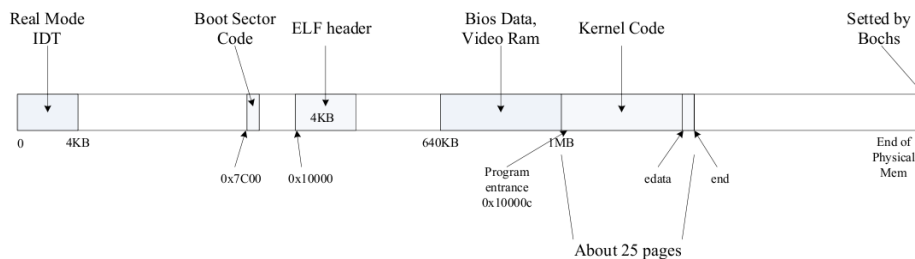 Real Mode
IDT
Boot Sector
Code
ELF header
Bios Data,
Video Ram
Kernel Code
Setted by
Bochs
4KB
0
4KB
640KB
1MB
End of
Physical
Mem
0x7C00
0x10000
Program
entrance
0x10000c
edata
end
About 25 pages